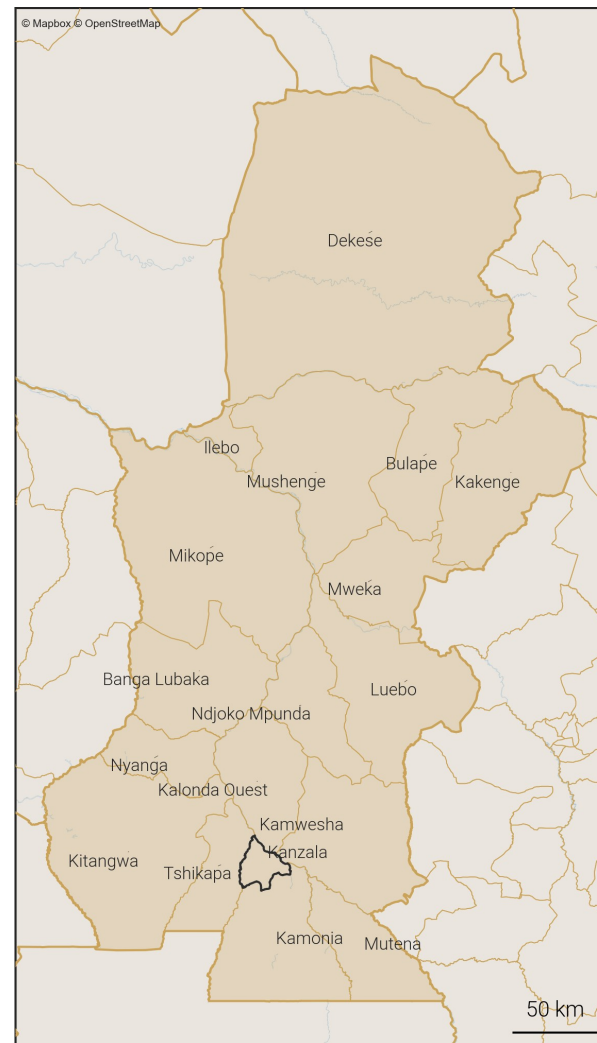 © Mapbox © OpenStreetMap
Dekese
Ilebo
Bulape
Mushenge
Kakenge
Mikope
Mweka
Banga Lubaka
Luebo
Ndjoko Mpunda
Nyanga
Kalonda Ouest
Kamwesha
Kanzala
Kitangwa
Tshikapa
Kamonia
Mutena
50 km